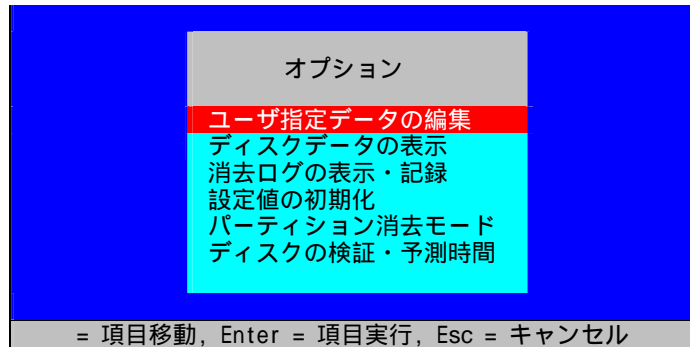 オプション
ユーザ指定データの編集
ディスクデータの表示
消去ログの表示・記録
設定値の初期化
パーティション消去モード
ディスクの検証・予測時間
= 項目移動, Enter = 項目実行, Esc = キャンセル